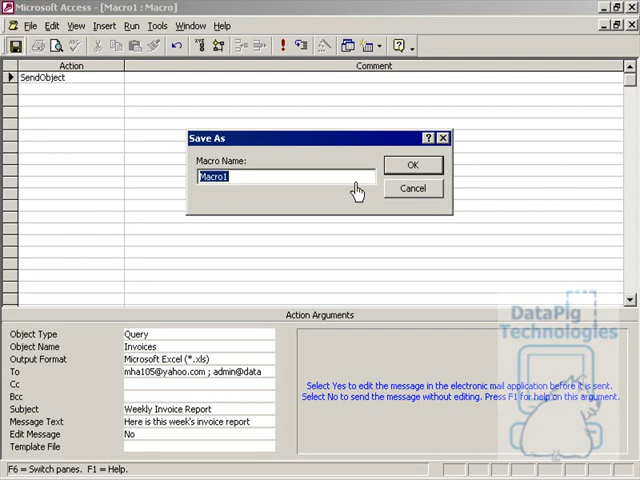 Microsoft Access - [Macro1 : Macro]
File Edit View Insert Run Tools Window Help
Action Comment
SendObject
Save As
Macro Name:
Macro1
OK
Cancel
Action Arguments
Object Type Query
Object Name Invoices
Output Format Microsoft Excel (*.xls)
To mha105@yahoo.com ; admin@data
Cc
Bcc
Subject Weekly Invoice Report
Message Text Here is this week's invoice report
Edit Message No
Template File
Select Yes to edit the message in the electronic mail application before it is sent.
Select No to send the message without editing. Press F1 for help on this argument.
DataPig
Technologies
F6 = Switch panes. F1 = Help.